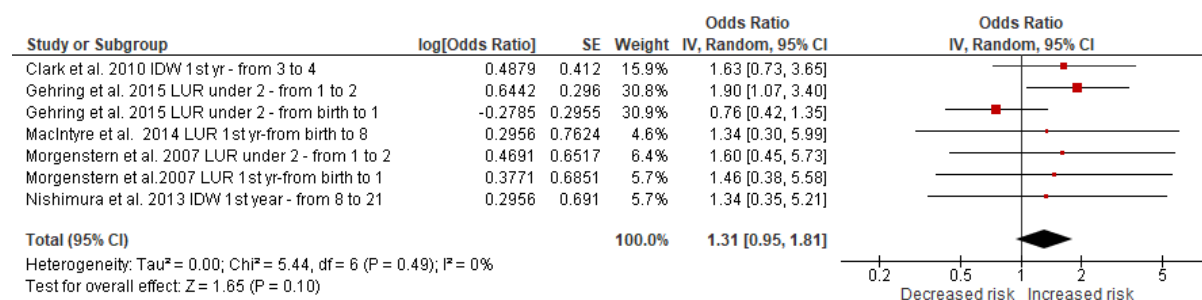 Odds Ratio Odds Ratio
Study or Subgroup log[Odds Ratio] SE Weight IV, Random, 95% CI IV, Random, 95% CI
Clark et al. 2010 IDW 1st yr - from 3 to 4 0.4879 0.412 15.9% 1.63 [0.73, 3.65]
Gehring et al. 2015 LUR under 2 - from 1 to 2 0.6442 0.296 30.8% 1.90 [1.07, 3.40]
Gehring et al. 2015 LUR under 2 - from birth to 1 -0.2785 0.2955 30.9% 0.76 [0.42, 1.35]
MacIntyre et al. 2014 LUR 1st yr-from birth to 8 0.2956 0.7624 4.6% 1.34 [0.30, 5.99]
Morgenstern et al. 2007 LUR under 2 - from 1 to 2 0.4691 0.6517 6.4% 1.60 [0.45, 5.73]
Morgenstern et al.2007 LUR 1st yr-from birth to 1 0.3771 0.6851 5.7% 1.46 [0.38, 5.58]
Nishimura et al. 2013 IDW 1st year - from 8 to 21 0.2956 0.691 5.7% 1.34 [0.35, 5.21]
Total (95% CI) 100.0% 1.31 [0.95, 1.81]
Heterogeneity: Tau² = 0.00; Chi² = 5.44, df = 6 (P = 0.49); I² = 0%
Test for overall effect: Z = 1.65 (P = 0.10)
0.2 0.5 1 2 5
Decreased risk Increased risk